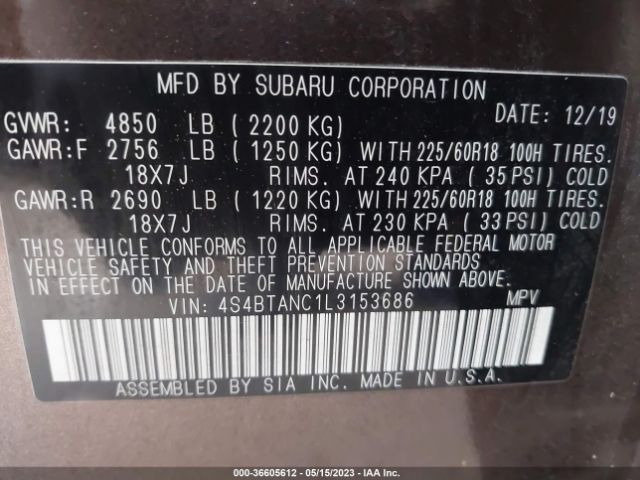 MFD BY SUBARU CORPORATION
DATE: 12/19
GVWR: 4850 LB ( 2200 KG)
GAWR:F 2756 LB ( 1250 KG) WITH 225/60R18 100H TIRES.
18X7J RIMS. AT 240 KPA ( 35 PSI) COLD
GAWR:R 2690 LB ( 1220 KG) WITH 225/60R18 100H TIRES.
18X7J RIMS. AT 230 KPA ( 33 PSI) COLD
THIS VEHICLE CONFORMS TO ALL APPLICABLE FEDERAL MOTOR
VEHICLE SAFETY AND THEFT PREVENTION STANDARDS
IN EFFECT ON THE DATE OF MANUFACTURE SHOWN ABOVE.
VIN: 4S4BTANC1L3153686 MPV
ASSEMBLED BY SIA INC. MADE IN U.S.A.
000-36605612 - 05/15/2023 - IAA Inc.